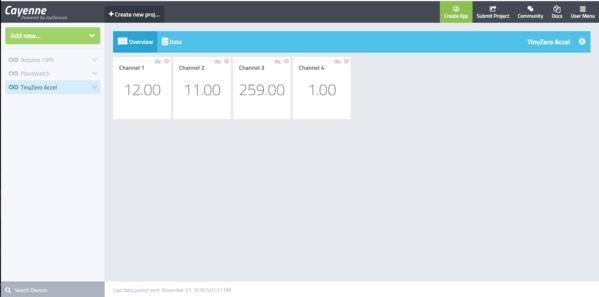 Cayenne
Powered by myDevices
+ Create new proj...
Create App
Submit Project
Community
Docs
User Menu
Add new...
Arduino 1399
PlantWatch
TinyZero Accel
Overview
Data
TinyZero Accel
Channel 1
Channel 2
Channel 3
Channel 4
12.00
11.00
259.00
1.00
Search Devices
Last data packet sent: November 21, 2018 5:01:21 PM